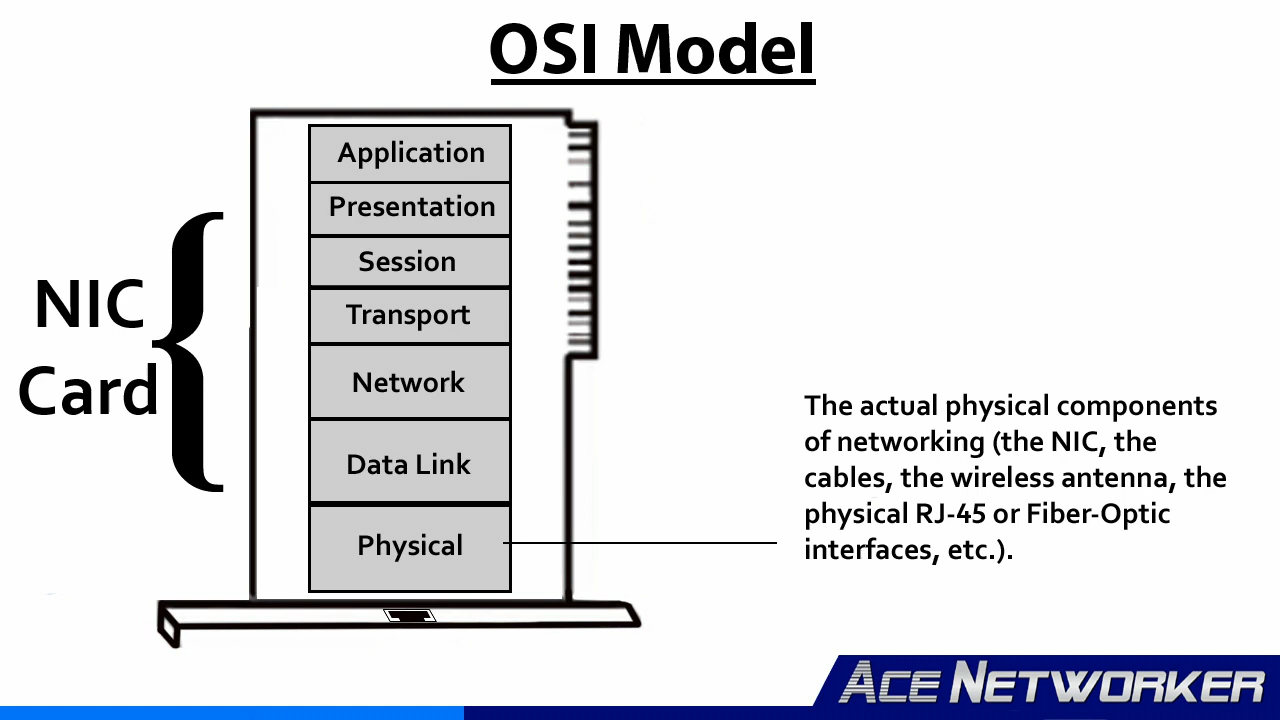 OSI Model
Application
Presentation
Session
Transport
Network
Data Link
Physical
NIC
Card
The actual physical components
of networking (the NIC, the
cables, the wireless antenna, the
physical RJ-45 or Fiber-Optic
interfaces, etc.).
ACE NETWORKER